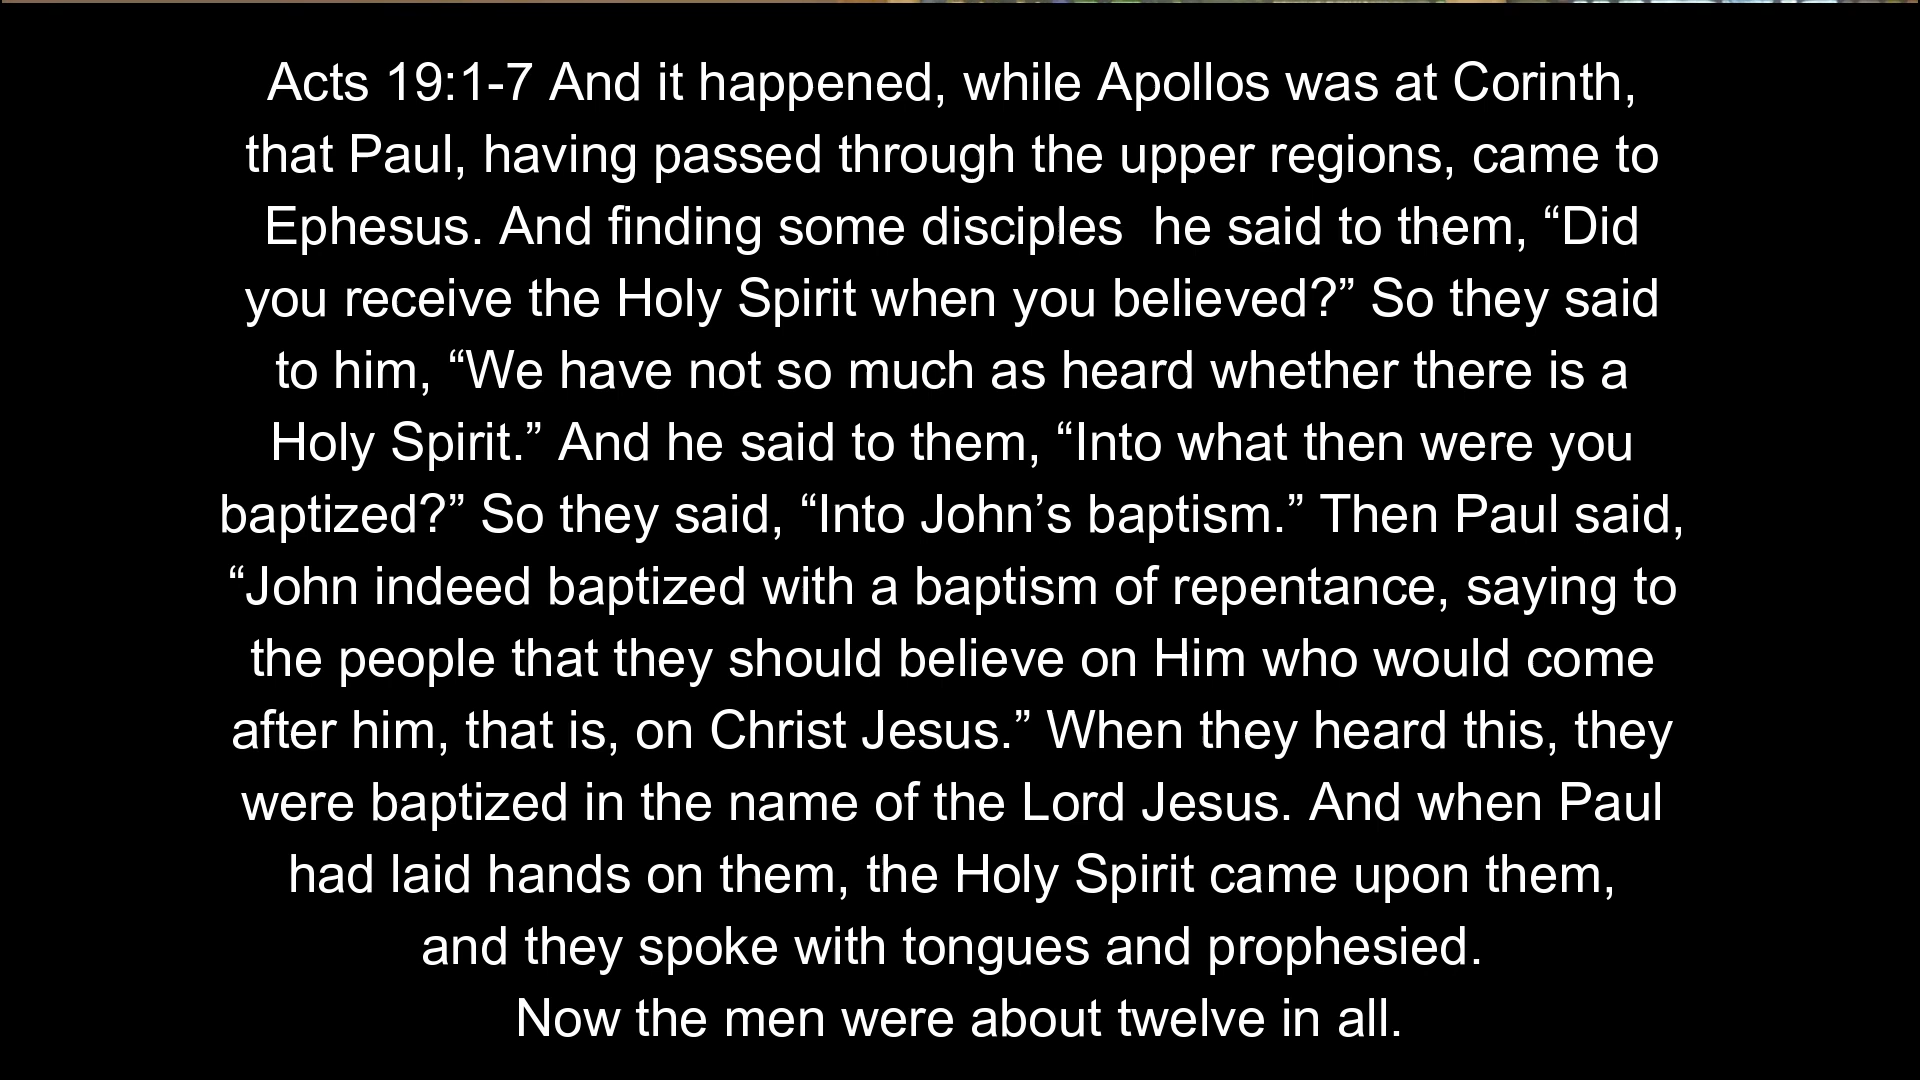 Acts 19:1-7 And it happened, while Apollos was at Corinth,
that Paul, having passed through the upper regions, came to
Ephesus. And finding some disciples  he said to them, “Did
you receive the Holy Spirit when you believed?” So they said
to him, “We have not so much as heard whether there is a
Holy Spirit.” And he said to them, “Into what then were you
baptized?” So they said, “Into John’s baptism.” Then Paul said,
“John indeed baptized with a baptism of repentance, saying to
the people that they should believe on Him who would come
after him, that is, on Christ Jesus.” When they heard this, they
were baptized in the name of the Lord Jesus. And when Paul
had laid hands on them, the Holy Spirit came upon them,
and they spoke with tongues and prophesied.
Now the men were about twelve in all.